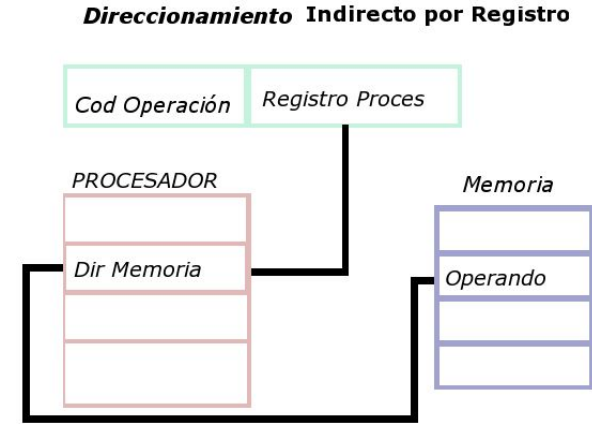 Direccionamiento Indirecto por Registro
Cod Operación Registro Proces
PROCESADOR
Memoria
Dir Memoria
Operando